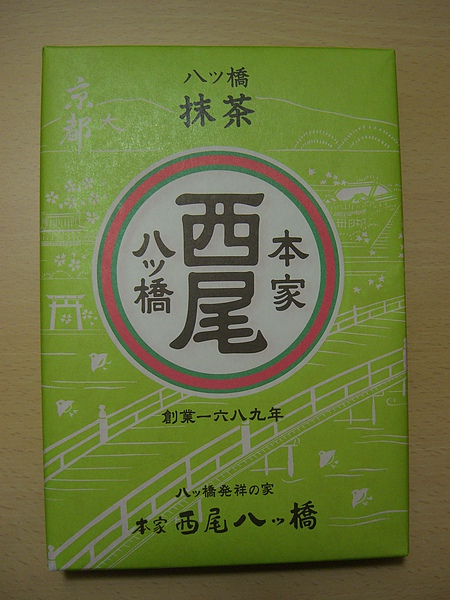 八ツ橋
抹茶
京都
大
本家
西尾
八ツ橋
創業一六八九年
八ッ橋発祥の家
本家西尾八ッ橋